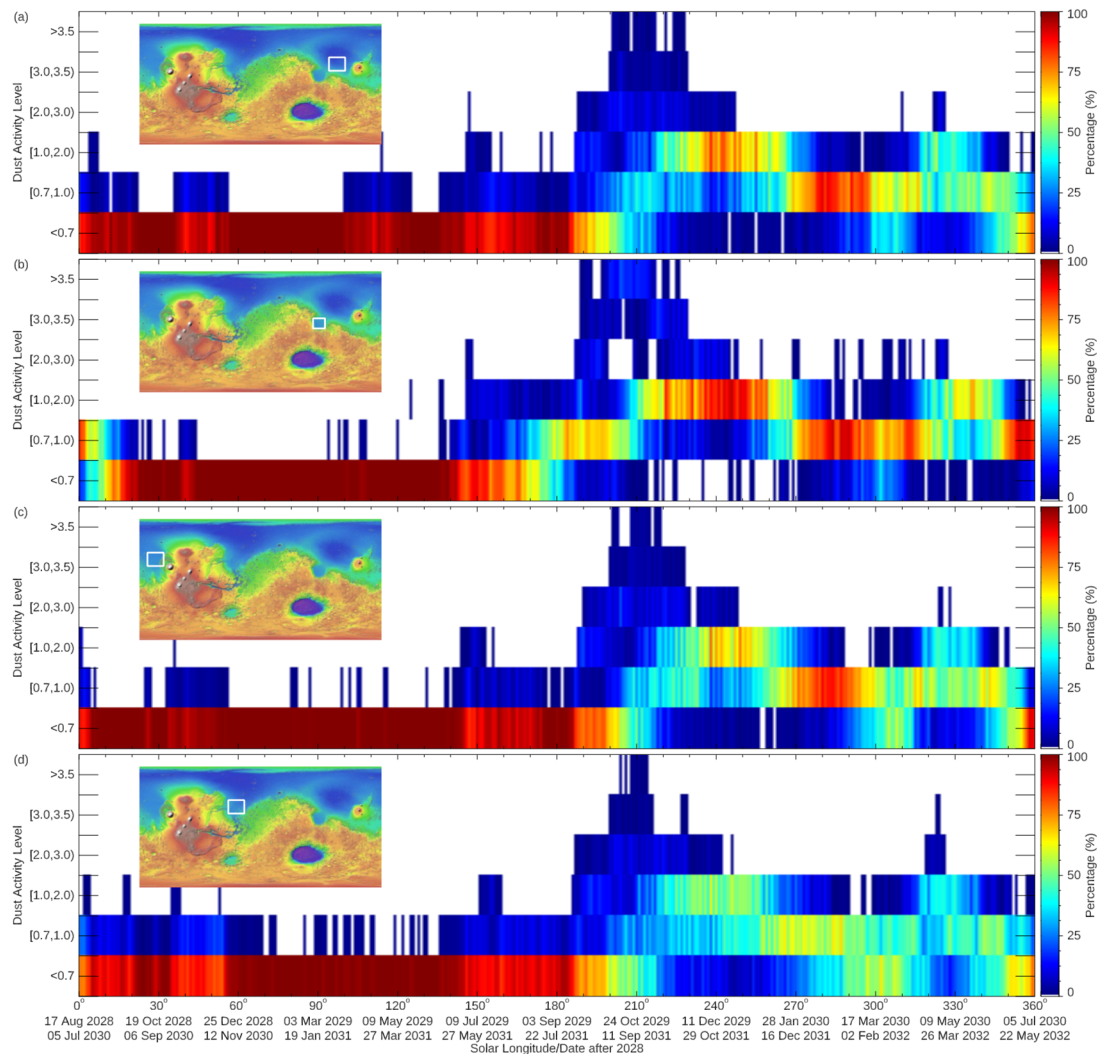 (a)
>3.5
[3.0,3.5)
[2.0,3.0)
[1.0,2.0)
[0.7,1.0)
<0.7
Dust Activity Level
100
75
50
25
0
Percentage (%)
(b)
>3.5
[3.0,3.5)
[2.0,3.0)
[1.0,2.0)
[0.7,1.0)
<0.7
Dust Activity Level
100
75
50
25
0
Percentage (%)
(c)
>3.5
[3.0,3.5)
[2.0,3.0)
[1.0,2.0)
[0.7,1.0)
<0.7
Dust Activity Level
100
75
50
25
0
Percentage (%)
(d)
>3.5
[3.0,3.5)
[2.0,3.0)
[1.0,2.0)
[0.7,1.0)
<0.7
Dust Activity Level
100
75
50
25
0
Percentage (%)
0° 30° 60° 90° 120° 150° 180° 210° 240° 270° 300° 330° 360°
17 Aug 2028 19 Oct 2028 25 Dec 2028 03 Mar 2029 09 May 2029 09 Jul 2029 03 Sep 2029 24 Oct 2029 11 Dec 2029 28 Jan 2030 17 Mar 2030 09 May 2030 05 Jul 2030
05 Jul 2030 06 Sep 2030 12 Nov 2030 19 Jan 2031 27 Mar 2031 27 May 2031 22 Jul 2031 11 Sep 2031 29 Oct 2031 16 Dec 2031 02 Feb 2032 26 Mar 2032 22 May 2032
Solar Longitude/Date after 2028